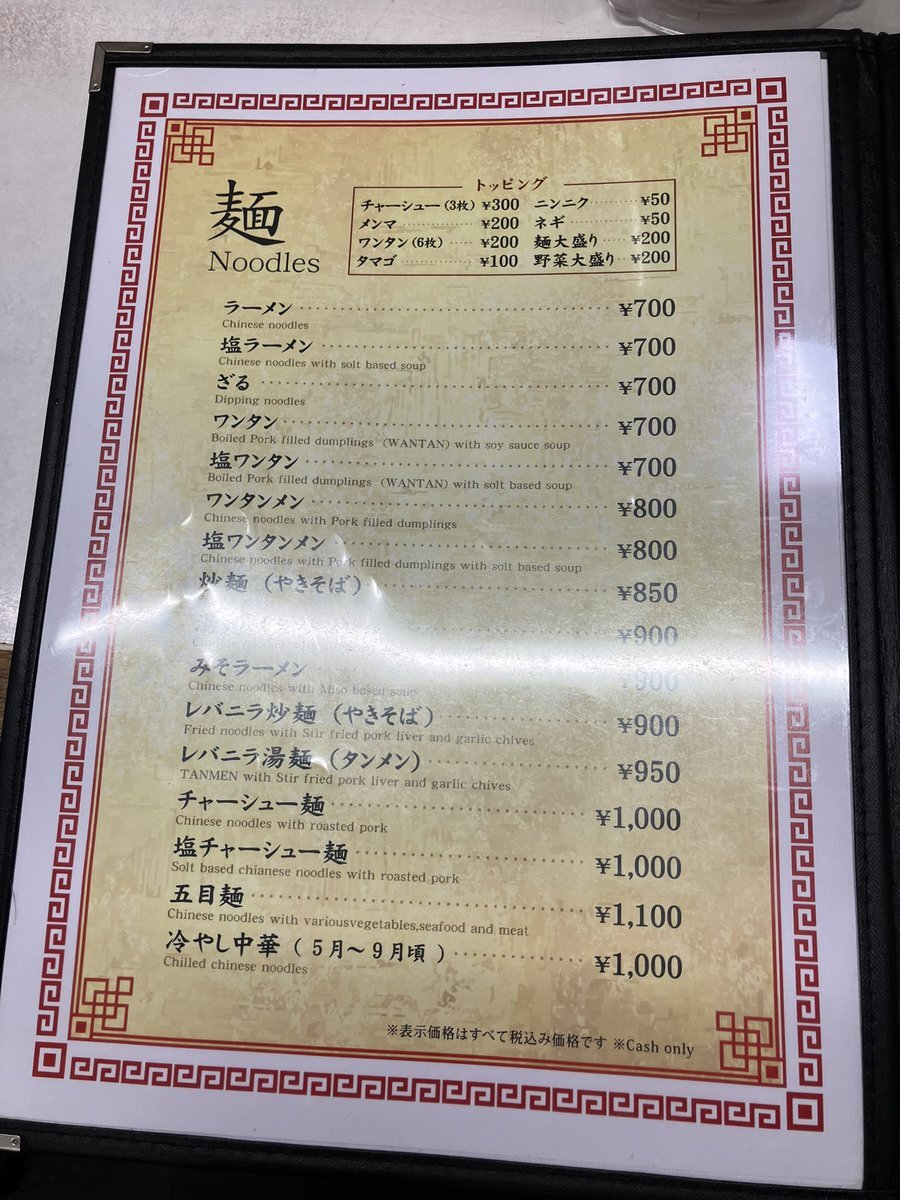 麺
Noodles
トッピング
チャーシュー(3枚) ¥300 ニンニク ¥50
メンマ ¥200 ネギ ¥50
ワンタン(6枚) ¥200 麺大盛り ¥200
タマゴ ¥100 野菜大盛り ¥200
ラーメン ¥700
Chinese noodles
塩ラーメン ¥700
Chinese noodles with solt based soup
ざる ¥700
Dipping noodles
ワンタン ¥700
Boiled Pork filled dumplings (WANTAN) with soy sauce soup
塩ワンタン ¥700
Boiled Pork filled dumplings (WANTAN) with solt based soup
ワンタンメン ¥800
Chinese noodles with Pork filled dumplings
塩ワンタンメン ¥800
Chinese noodles with Pork filled dumplings with solt based soup
炒麺(やきそば) ¥850
¥900
みそラーメン ¥900
Chinese noodles with Miso based soup
レバニラ炒麺(やきそば) ¥900
Fried noodles with Stir fried pork liver and garlic chives
レバニラ湯麺(タンメン) ¥950
TANMEN with Stir fried pork liver and garlic chives
チャーシュー麺 ¥1,000
Chinese noodles with roasted pork
塩チャーシュー麺 ¥1,000
Solt based chianese noodles with roasted pork
五目麺 ¥1,100
Chinese noodles with variousvegetables,seafood and meat
冷やし中華(5月〜9月頃) ¥1,000
Chilled chinese noodles
※表示価格はすべて税込み価格です ※Cash only